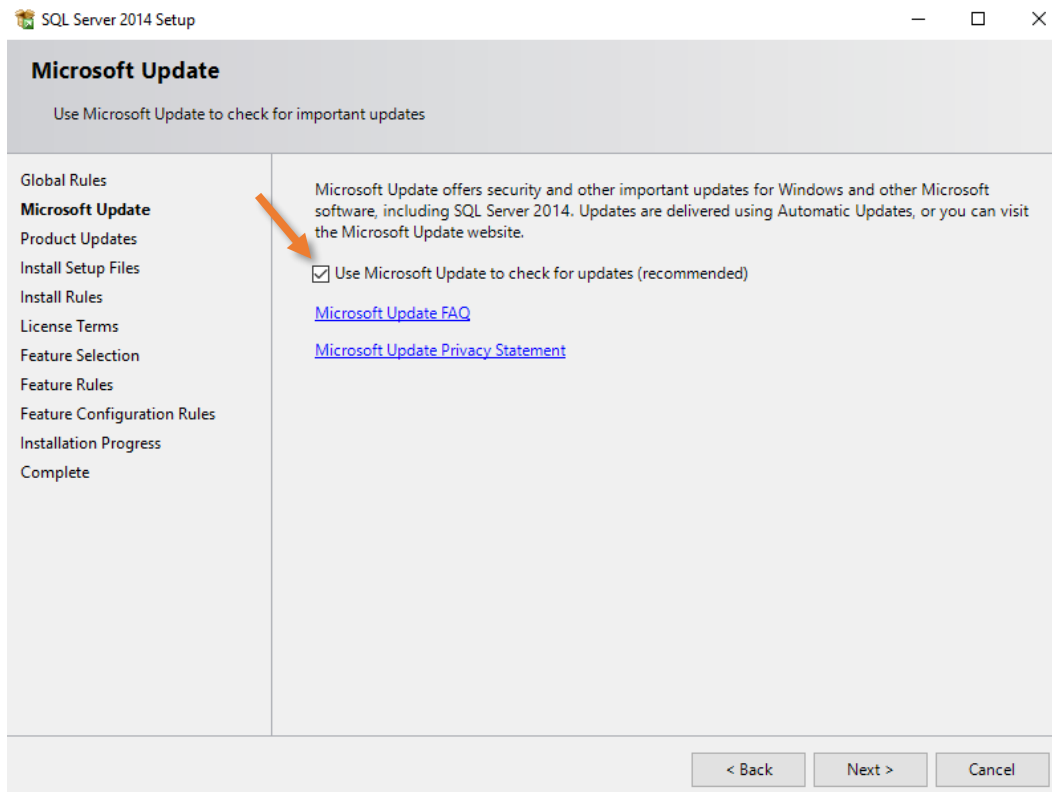 SQL Server 2014 Setup
Microsoft Update
Use Microsoft Update to check for important updates
Global Rules
Microsoft Update
Product Updates
Install Setup Files
Install Rules
License Terms
Feature Selection
Feature Rules
Feature Configuration Rules
Installation Progress
Complete
Microsoft Update offers security and other important updates for Windows and other Microsoft
software, including SQL Server 2014. Updates are delivered using Automatic Updates, or you can visit
the Microsoft Update website.
Use Microsoft Update to check for updates (recommended)
Microsoft Update FAQ
Microsoft Update Privacy Statement
< Back
Next >
Cancel